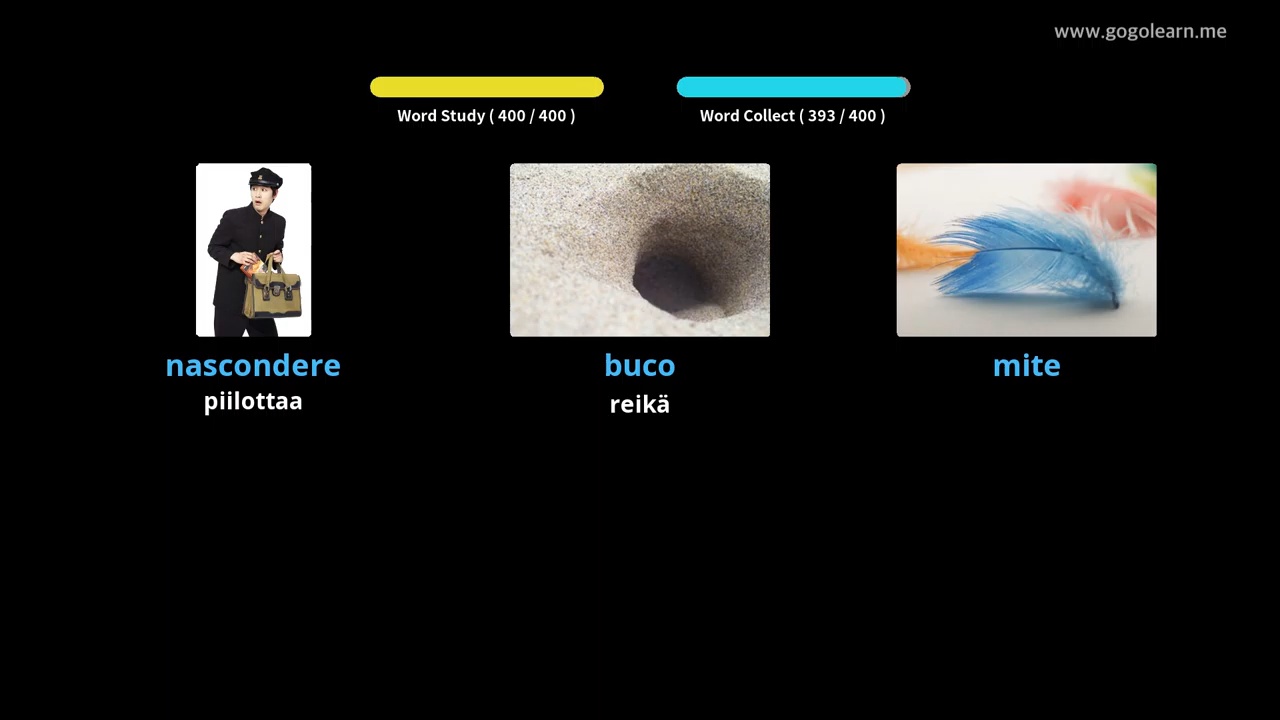 www.gogolearn.me
Word Study ( 400 / 400 )
Word Collect ( 393 / 400 )
nascondere
piilottaa
buco
reikä
mite